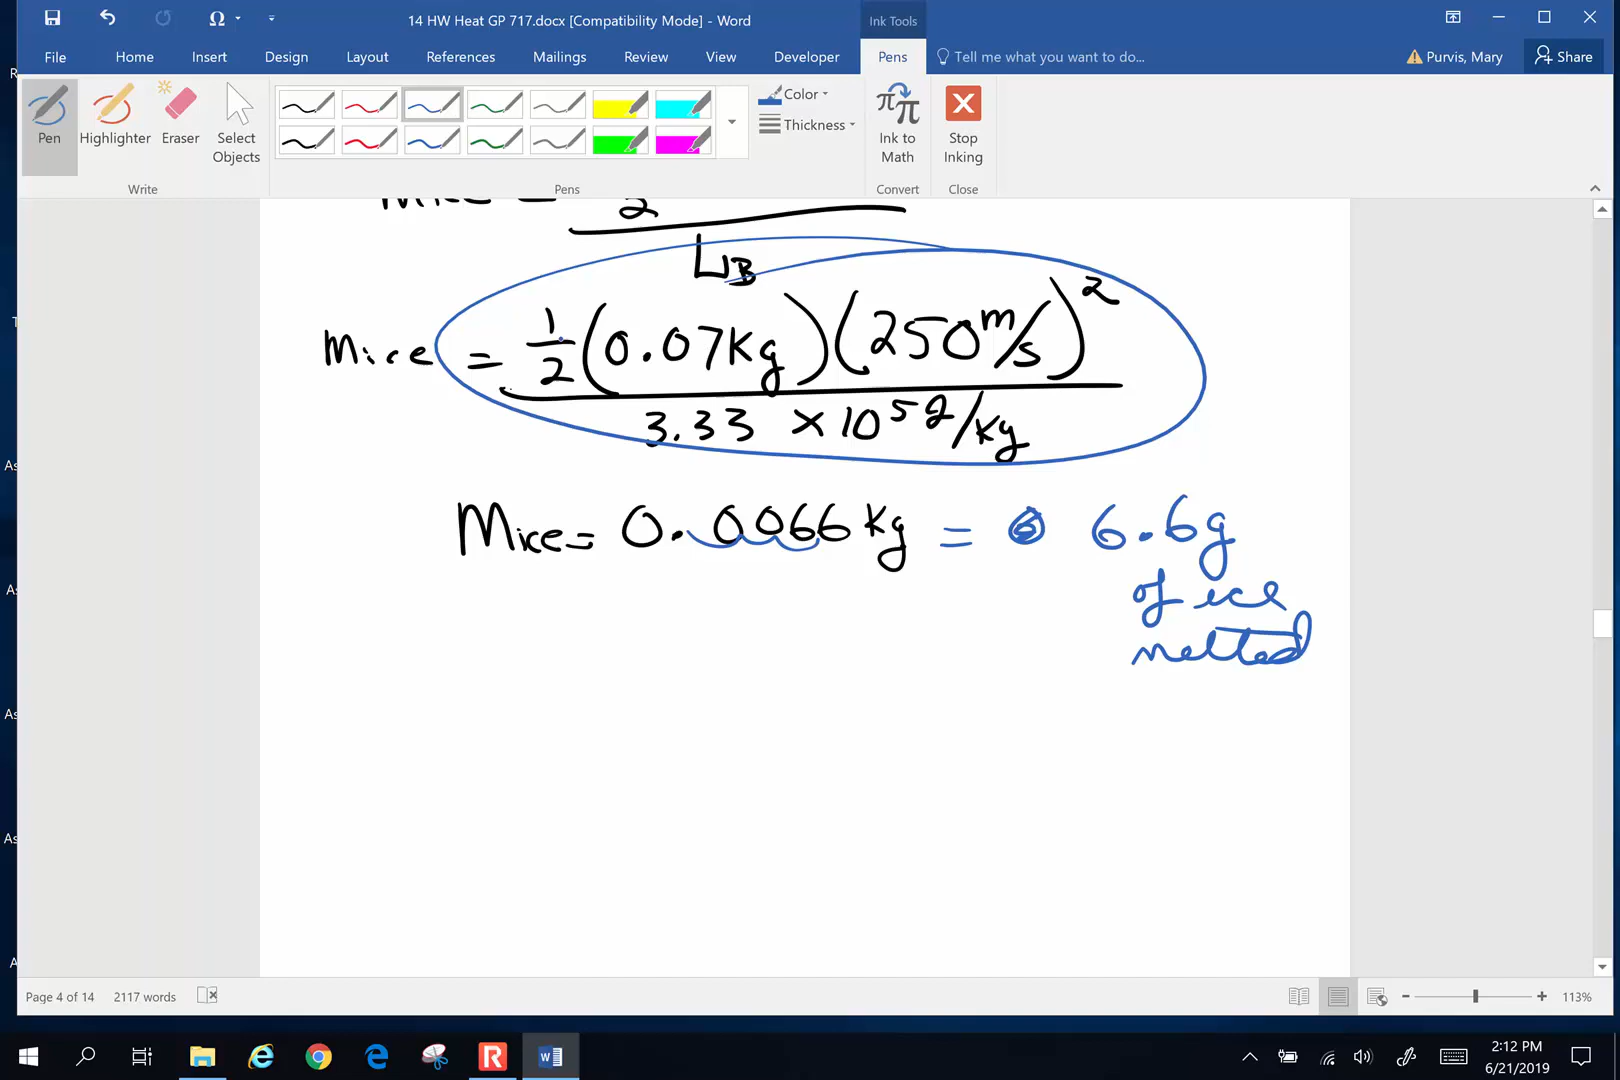 14 HW Heat GP 717.docx [Compatibility Mode] - Word
Ink Tools
File Home Insert Design Layout References Mailings Review View Developer Pens Tell me what you want to do... Purvis, Mary Share
Pen Highlighter Eraser Select Objects
Color
Thickness
Ink to Math
Stop Inking
Write Pens Convert Close
Mice =
2
LB
Mice = 1/2 (0.07Kg)(250 m/s)^2
3.33 ×10^5 J/kg
Mice = 0.0066 kg = 6.6g
of ice
melted
Page 4 of 14 2117 words 113%
2:12 PM
6/21/2019